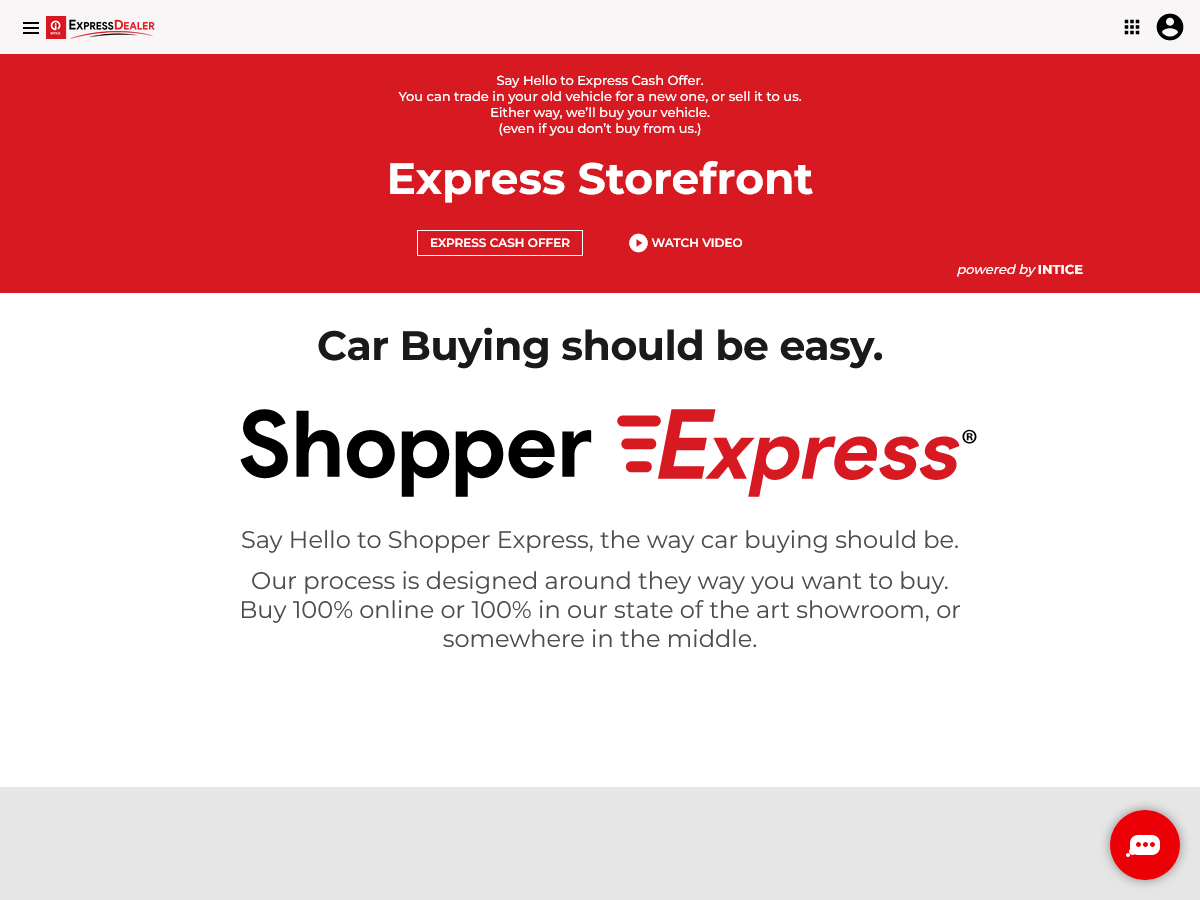 EXPRESSDEALER
Say Hello to Express Cash Offer.
You can trade in your old vehicle for a new one, or sell it to us.
Either way, we’ll buy your vehicle.
(even if you don’t buy from us.)
Express Storefront
EXPRESS CASH OFFER
WATCH VIDEO
powered by INTICE
Car Buying should be easy.
Shopper Express®
Say Hello to Shopper Express, the way car buying should be.
Our process is designed around they way you want to buy.
Buy 100% online or 100% in our state of the art showroom, or
somewhere in the middle.